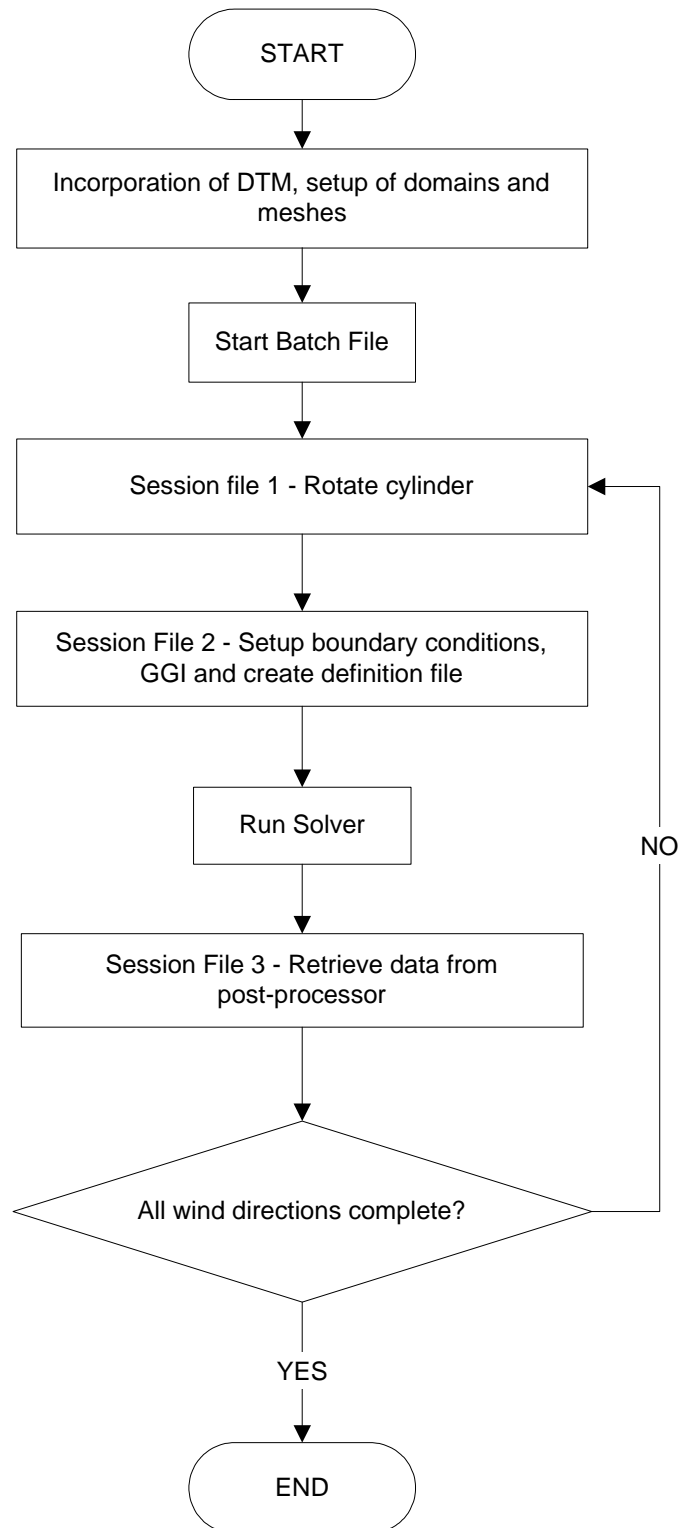 START
Incorporation of DTM, setup of domains and
meshes
Start Batch File
Session file 1 - Rotate cylinder
Session File 2 - Setup boundary conditions,
GGI and create definition file
Run Solver
NO
Session File 3 - Retrieve data from
post-processor
All wind directions complete?
YES
END